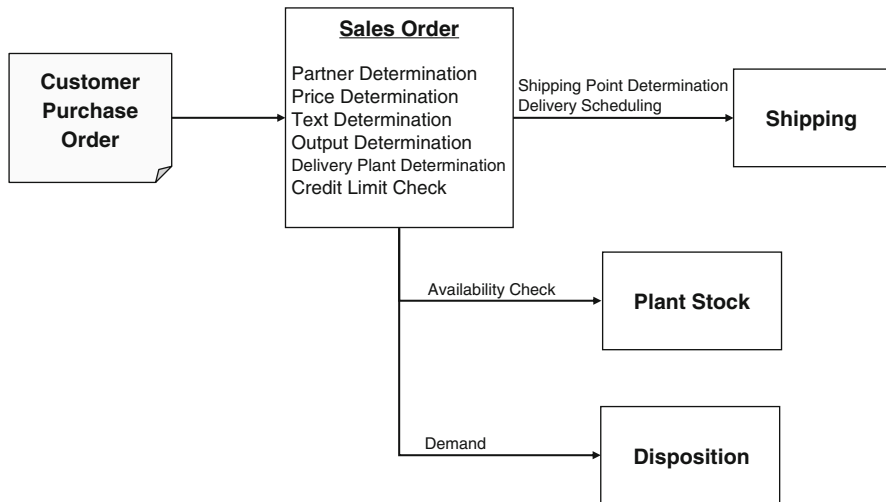 Customer
Purchase
Order
Sales Order
Partner Determination
Price Determination
Text Determination
Output Determination
Delivery Plant Determination
Credit Limit Check
Shipping Point Determination
Delivery Scheduling
Shipping
Availability Check
Plant Stock
Demand
Disposition